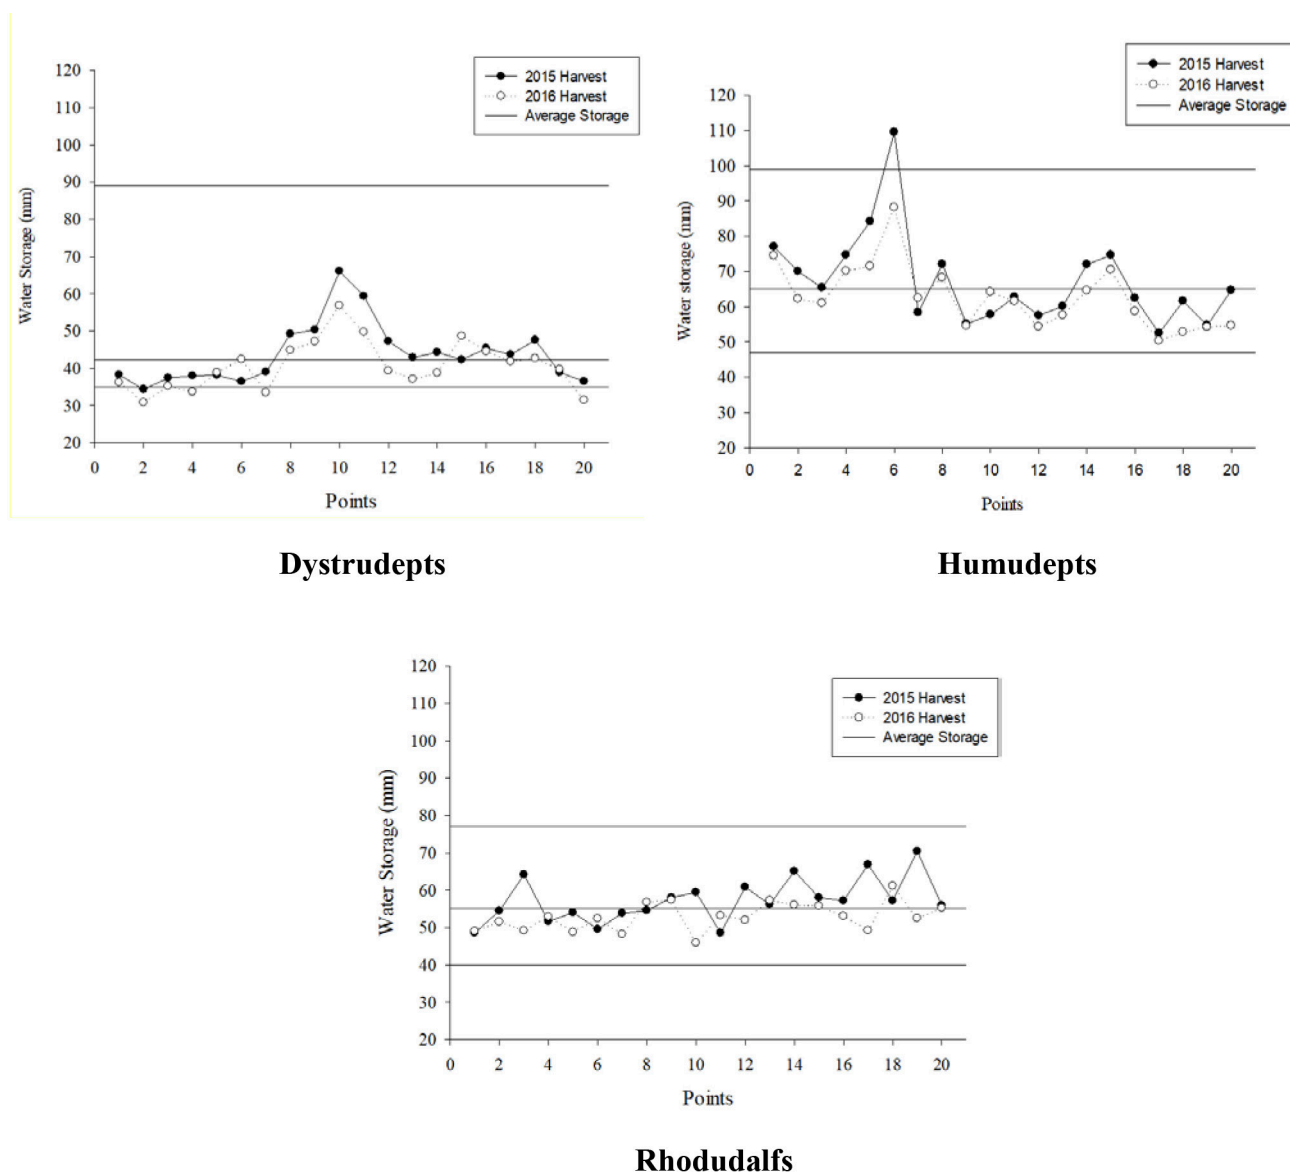 2015 Harvest
2016 Harvest
Average Storage
120
110
100
90
80
70
60
50
40
30
20
0 2 4 6 8 10 12 14 16 18 20
Water Storage (mm)
Points
Dystrudepts
2015 Harvest
2016 Harvest
Average Storage
120
110
100
90
80
70
60
50
40
30
20
0 2 4 6 8 10 12 14 16 18 20
Water storage (mm)
Points
Humudepts
2015 Harvest
2016 Harvest
Average Storage
120
110
100
90
80
70
60
50
40
30
20
0 2 4 6 8 10 12 14 16 18 20
Water Storage (mm)
Points
Rhodudalfs